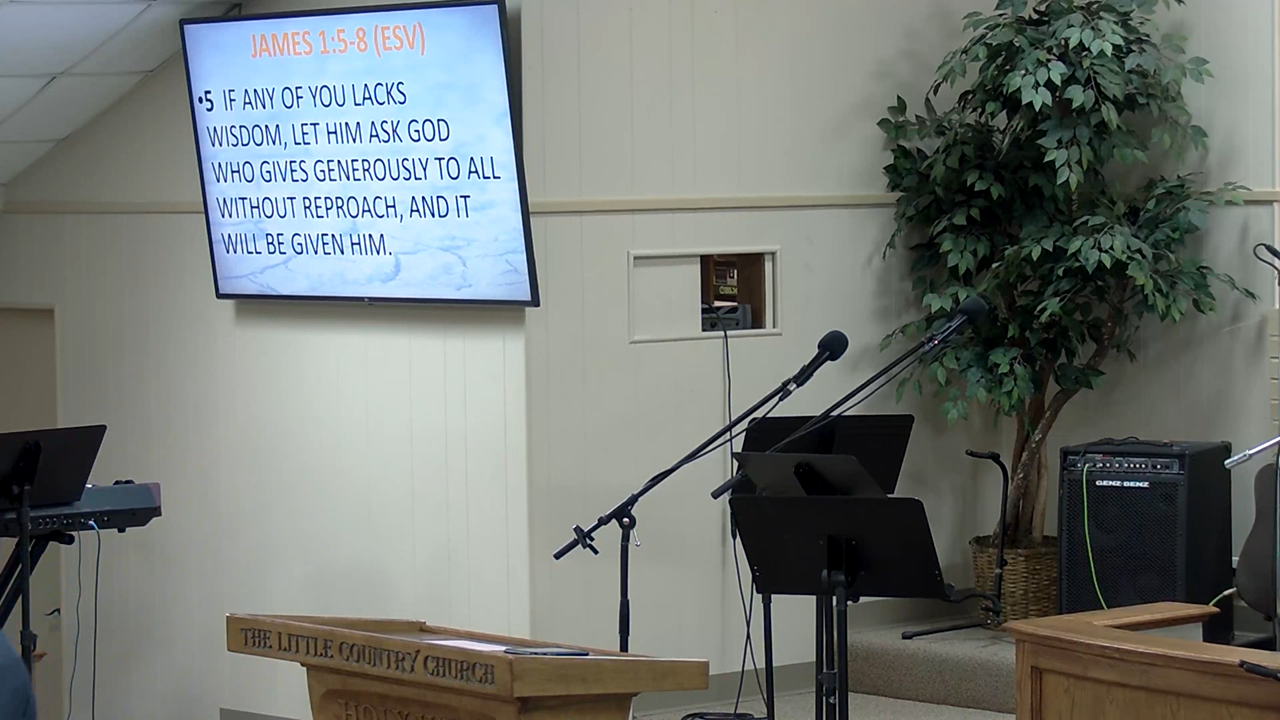 JAMES 1:5-8 (ESV)
•5 IF ANY OF YOU LACKS
WISDOM, LET HIM ASK GOD
WHO GIVES GENEROUSLY TO ALL
WITHOUT REPROACH, AND IT
WILL BE GIVEN HIM.
GENZ·BENZ
THE LITTLE COUNTRY CHURCH